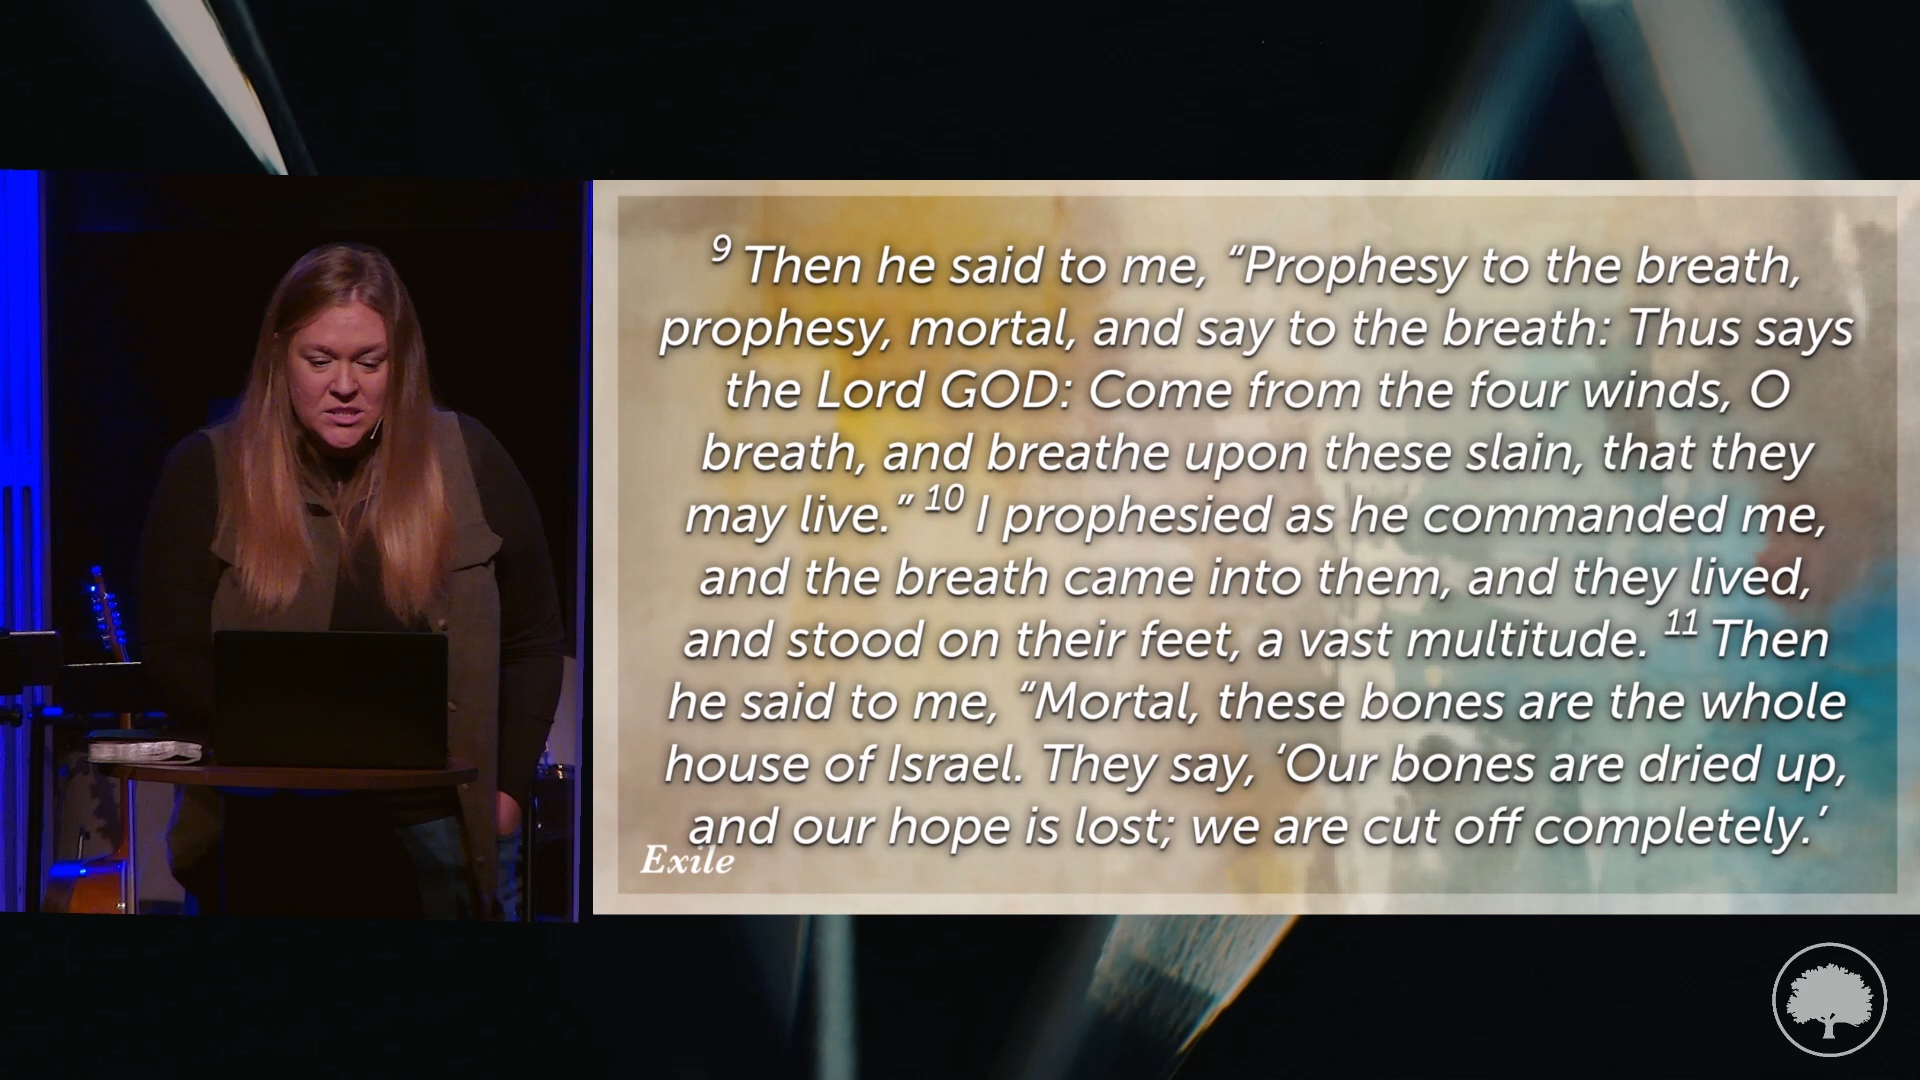 9 Then he said to me, “Prophesy to the breath,
prophesy, mortal, and say to the breath: Thus says
the Lord GOD: Come from the four winds, O
breath, and breathe upon these slain, that they
may live.” 10 I prophesied as he commanded me,
and the breath came into them, and they lived,
and stood on their feet, a vast multitude. 11 Then
he said to me, “Mortal, these bones are the whole
house of Israel. They say, ‘Our bones are dried up,
and our hope is lost; we are cut off completely.’
Exile